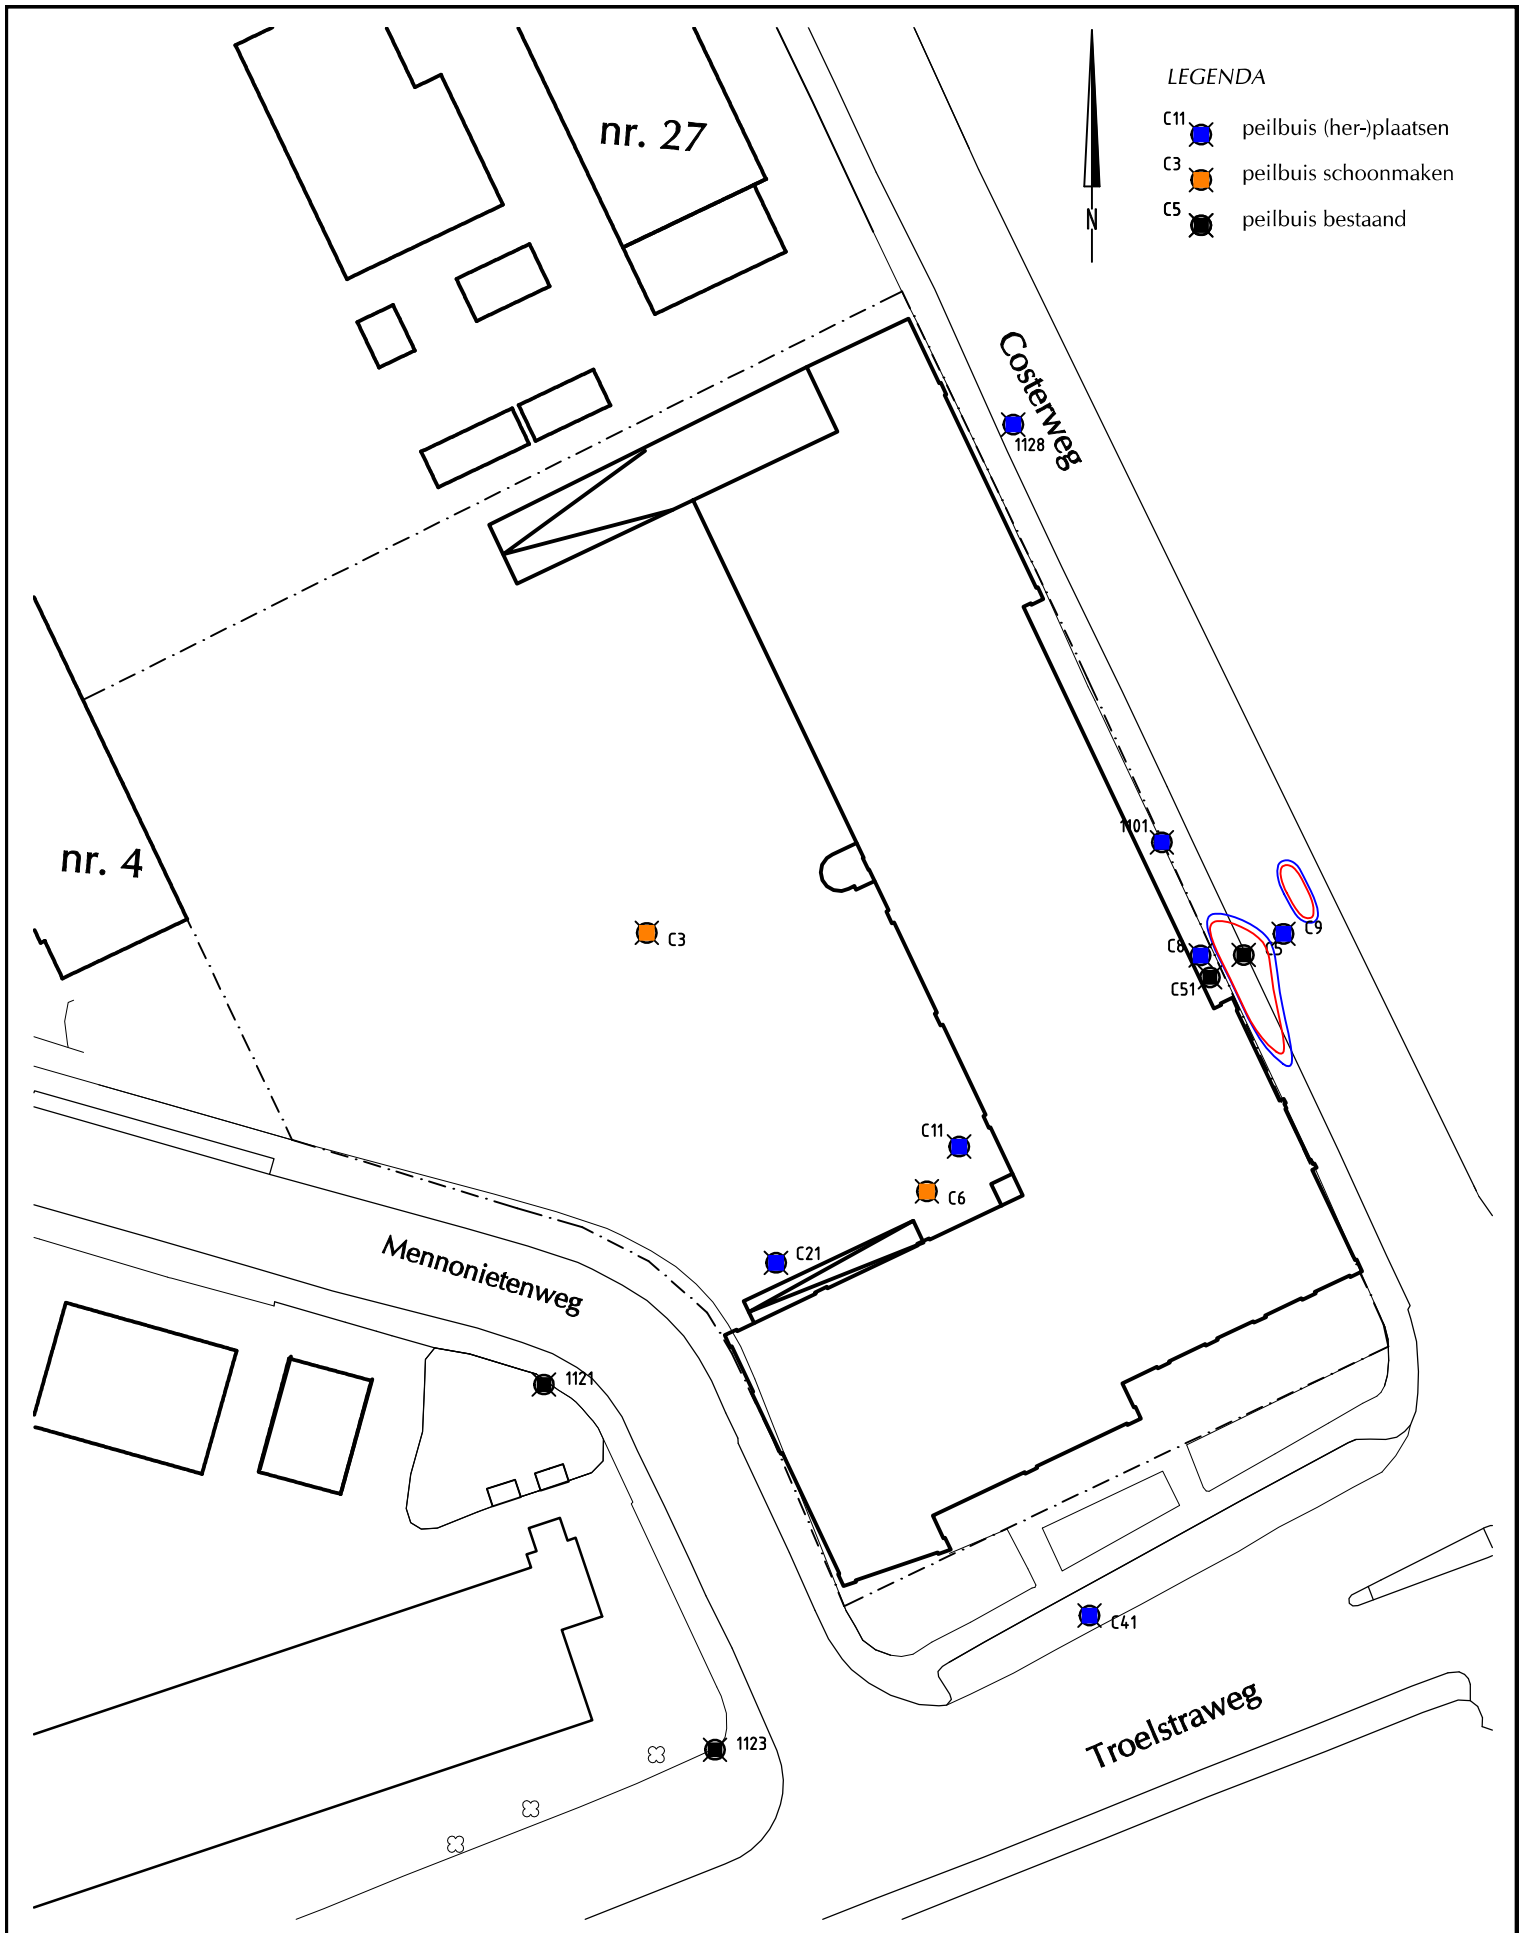 LEGENDA
C11 peilbuis (her-)plaatsen
C3 peilbuis schoonmaken
C5 peilbuis bestaand
N
nr. 27
Costerweg
1128
nr. 4
1101
C3
C8
C5
C9
C51
C11
C6
C21
Mennonietenweg
1121
C41
Troelstraweg
1123